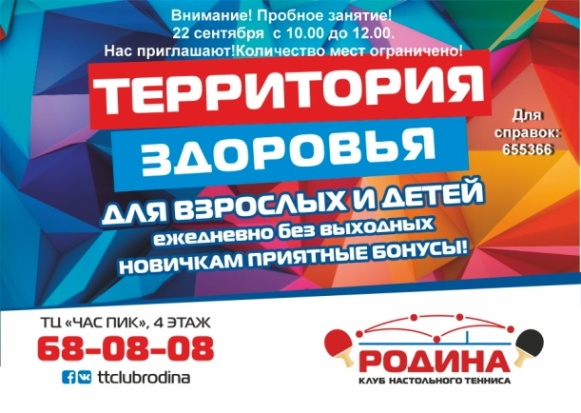 Внимание! Пробное занятие!
22 сентября с 10.00 до 12.00.
Нас приглашают!Количество мест ограничено!
ТЕРРИТОРИЯ
ЗДОРОВЬЯ
Для
справок:
655366
ДЛЯ ВЗРОСЛЫХ И ДЕТЕЙ
ежедневно без выходных
НОВИЧКАМ ПРИЯТНЫЕ БОНУСЫ!
ТЦ «ЧАС ПИК», 4 ЭТАЖ
68-08-08
ttclubrodina
РОДИНА
КЛУБ НАСТОЛЬНОГО ТЕННИСА